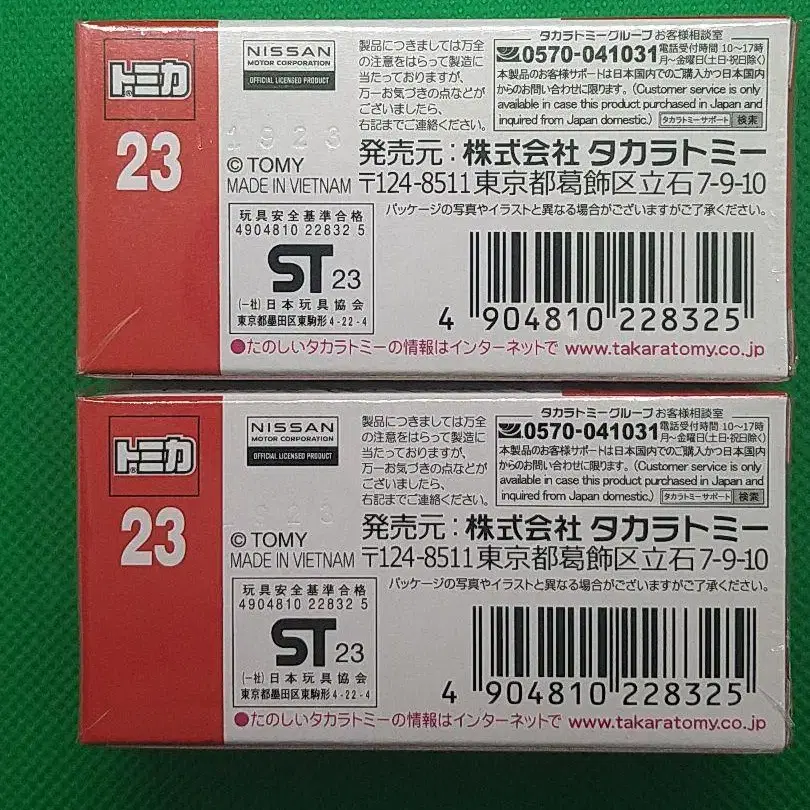 トミカ
23
NISSAN
MOTOR CORPORATION
OFFICIAL LICENSED PRODUCT
製品につきましては万全
の注意をはらって製造に
当たっておりますが、
万一お気づきの点などが
ございましたら、
右記までご連絡ください。
タカラトミーグループお客様相談室
0570-041031 電話受付時間 10〜17時
月〜金曜日(土・日・祝日除く)
本製品のお客様サポートは日本国内でのご購入かつ日本国内
からのお問い合わせに限ります。(Customer service is only
available in case this product purchased in Japan and
inquired from Japan domestic.) タカラトミーサポート 検索
1923
© TOMY
MADE IN VIETNAM
発売元:株式会社 タカラトミー
〒124-8511 東京都葛飾区立石7-9-10
パッケージの写真やイラストと異なる場合がございますがご了承ください。
玩具安全基準合格
4904810 22832 5
ST 23
(一社)日本玩具協会
東京都墨田区東駒形4-22-4
4 904810 228325
●たのしいタカラトミーの情報はインターネットで www.takaratomy.co.jp
トミカ
23
NISSAN
MOTOR CORPORATION
OFFICIAL LICENSED PRODUCT
製品につきましては万全
の注意をはらって製造に
当たっておりますが、
万一お気づきの点などが
ございましたら、
右記までご連絡ください。
タカラトミーグループお客様相談室
0570-041031 電話受付時間 10〜17時
月〜金曜日(土・日・祝日除く)
本製品のお客様サポートは日本国内でのご購入かつ日本国内
からのお問い合わせに限ります。(Customer service is only
available in case this product purchased in Japan and
inquired from Japan domestic.) タカラトミーサポート 検索
1923
© TOMY
MADE IN VIETNAM
発売元:株式会社 タカラトミー
〒124-8511 東京都葛飾区立石7-9-10
パッケージの写真やイラストと異なる場合がございますがご了承ください。
玩具安全基準合格
4904810 22832 5
ST 23
(一社)日本玩具協会
東京都墨田区東駒形4-22-4
4 904810 228325
●たのしいタカラトミーの情報はインターネットで www.takaratomy.co.jp